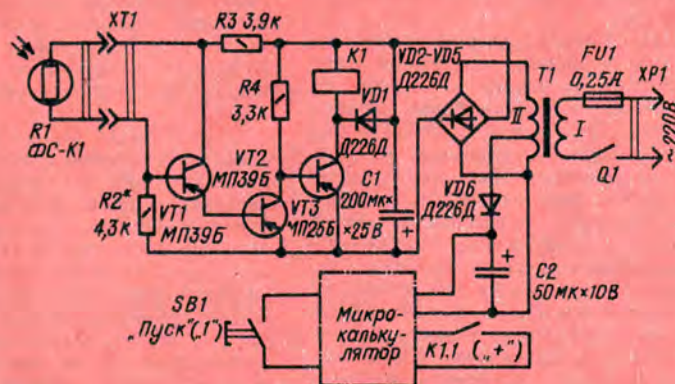 XT1
R3 3,9к
R4
3,3к
K1
VD1
Д226Д
VD2-VD5
Д226Д
T1
FU1
0,25А
XP1
≈220В
Q1
I
II
R1
ФС-К1
R2*
4,3к
VT1
МП39Б
VT2
МП39Б
VT3
МП25Б
C1
200мк×
×25В
+
VD6
Д226Д
+
C2
50мк×10В
SB1
„Пуск"(„1")
Микро-
кальку-
лятор
K1.1 („+")